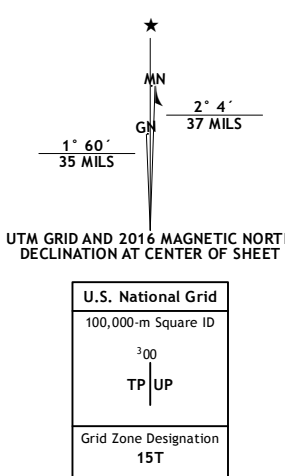 ★
MN
GN
2° 4´
37 MILS
1° 60´
35 MILS
UTM GRID AND 2016 MAGNETIC NORT
DECLINATION AT CENTER OF SHEET
U.S. National Grid
100,000-m Square ID
³00
TP UP
Grid Zone Designation
15T